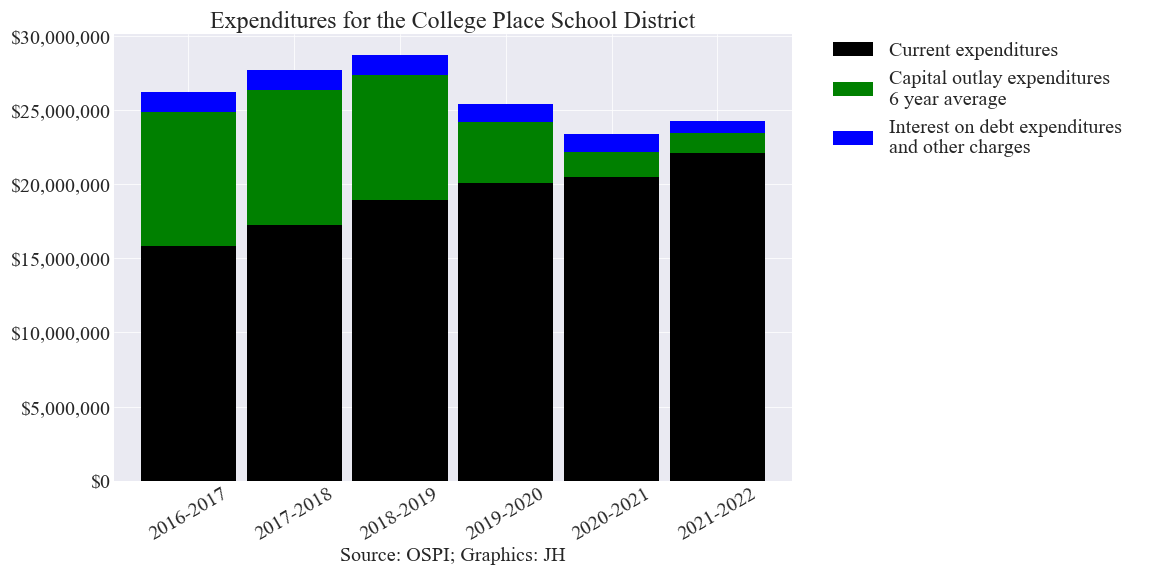 Expenditures for the College Place School District
$30,000,000
$25,000,000
$20,000,000
$15,000,000
$10,000,000
$5,000,000
$0
2016-2017
2017-2018
2018-2019
2019-2020
2020-2021
2021-2022
Source: OSPI; Graphics: JH
Current expenditures
Capital outlay expenditures
6 year average
Interest on debt expenditures
and other charges